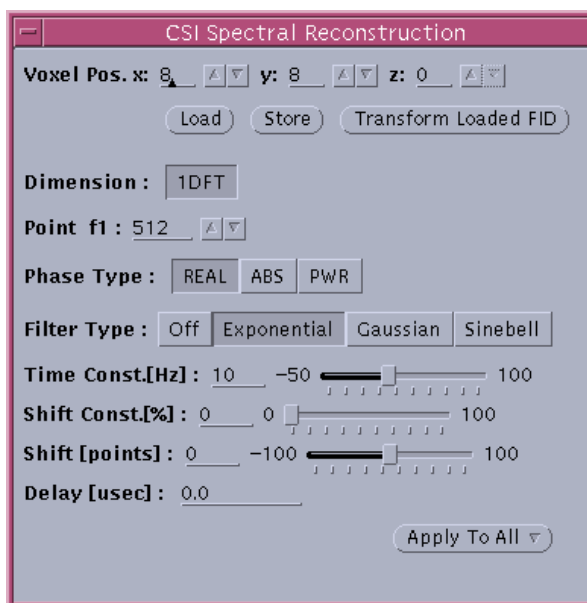 CSI Spectral Reconstruction
Voxel Pos. x: 8 y: 8 z: 0
Load Store Transform Loaded FID
Dimension : 1DFT
Point f1 : 512
Phase Type : REAL ABS PWR
Filter Type : Off Exponential Gaussian Sinebell
Time Const.[Hz] : 10 -50 100
Shift Const.[%] : 0 0 100
Shift [points] : 0 -100 100
Delay [usec] : 0.0
Apply To All